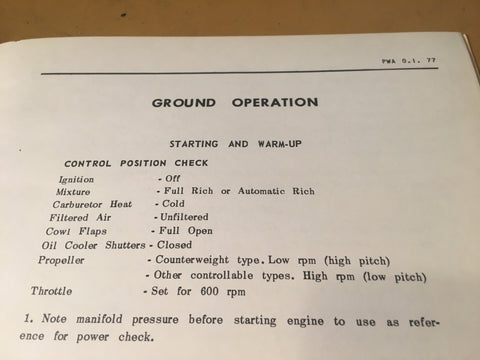 PWA 0.1. 77
GROUND OPERATION
STARTING AND WARM-UP
CONTROL POSITION CHECK
Ignition - Off
Mixture - Full Rich or Automatic Rich
Carburetor Heat - Cold
Filtered Air - Unfiltered
Cowl Flaps - Full Open
Oil Cooler Shutters - Closed
Propeller - Counterweight type. Low rpm (high pitch)
- Other controllable types. High rpm (low pitch)
Throttle - Set for 600 rpm
1. Note manifold pressure before starting engine to use as refer-
ence for power check.